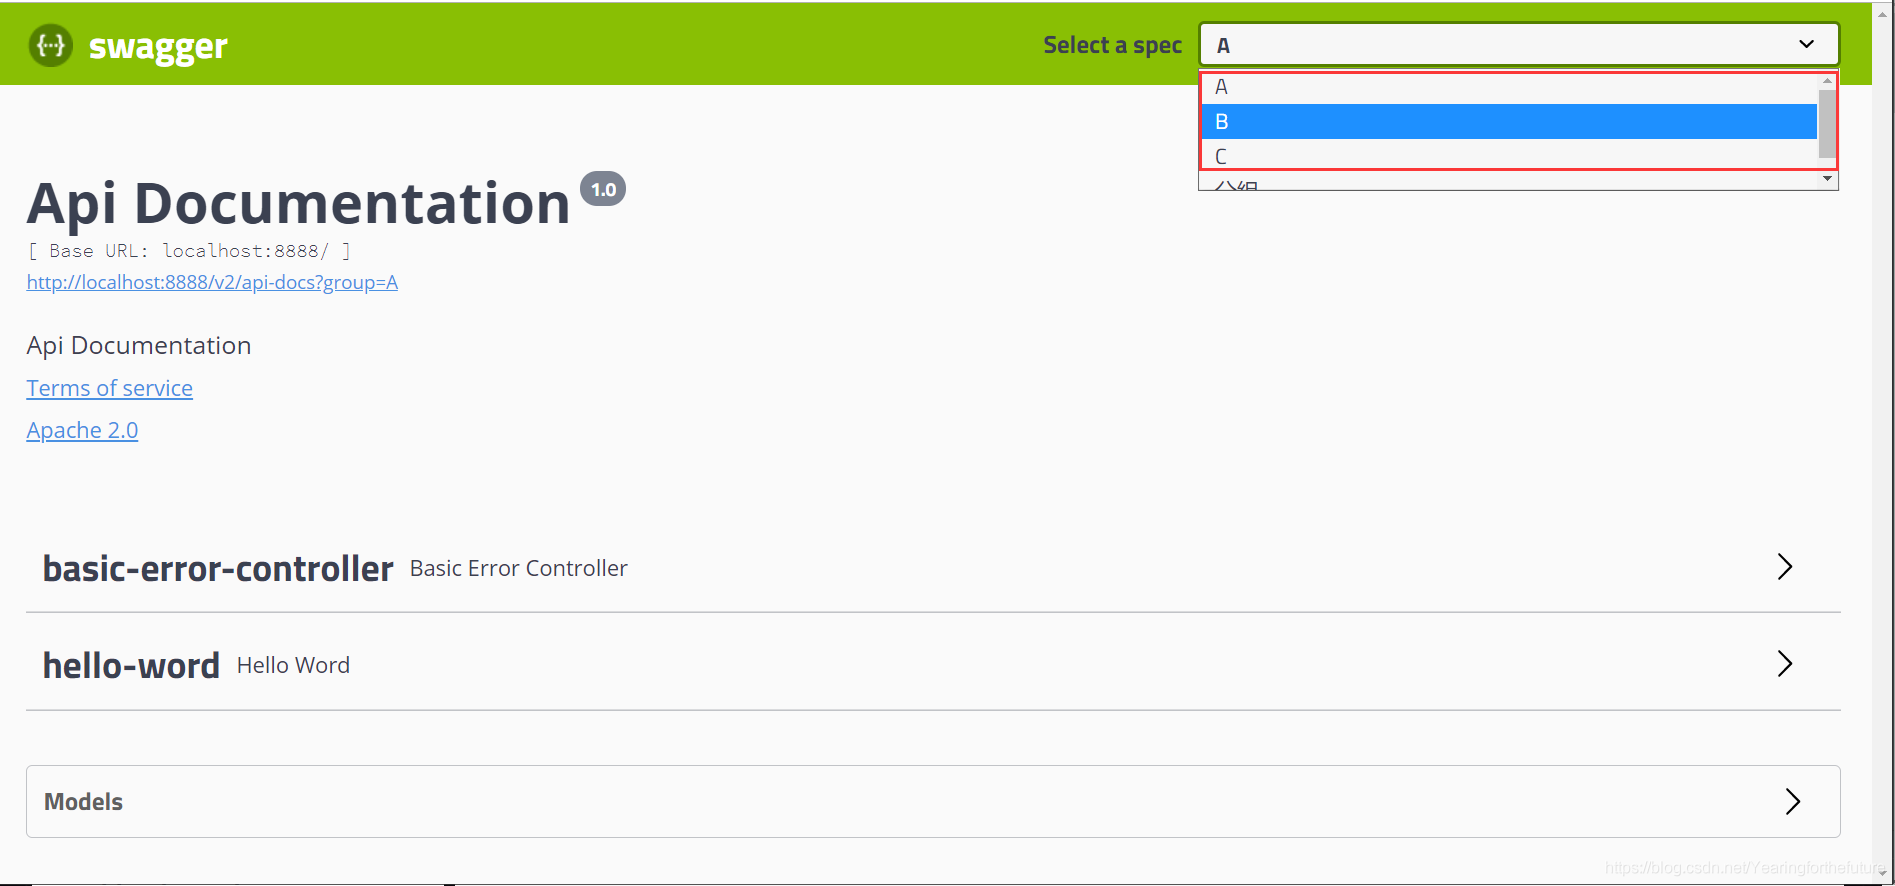 swagger
Select a spec
A
A
B
C
分组
Api Documentation 1.0
[ Base URL: localhost:8888/ ]
http://localhost:8888/v2/api-docs?group=A
Api Documentation
Terms of service
Apache 2.0
basic-error-controller Basic Error Controller
hello-word Hello Word
Models
https://blog.csdn.net/Yearingforthefuture